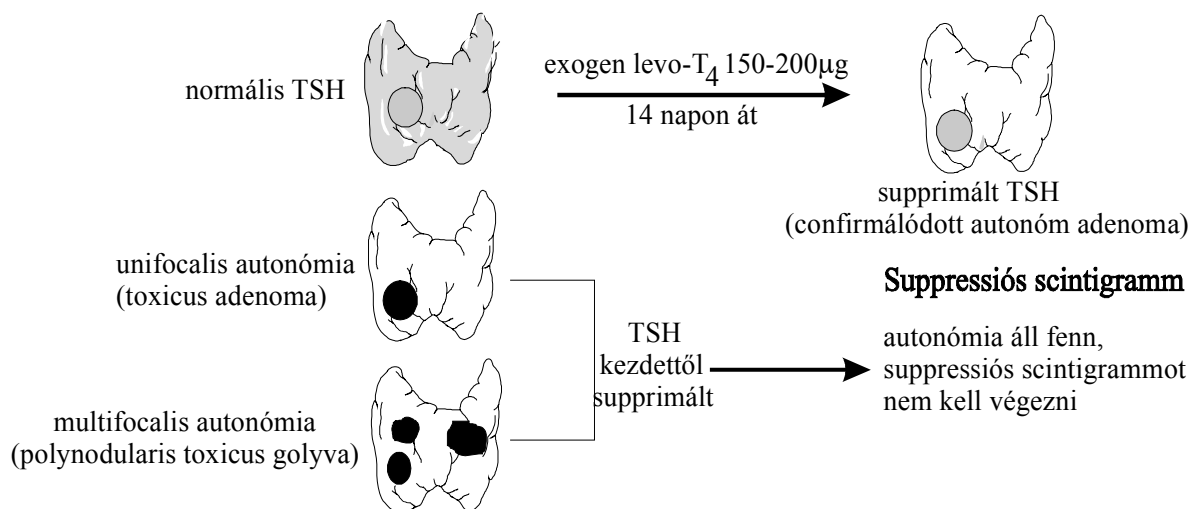 normális TSH
exogen levo-T4 150-200µg
14 napon át
supprimált TSH
(confirmálódott autonóm adenoma)
unifocalis autonómia
(toxicus adenoma)
multifocalis autonómia
(polynodularis toxicus golyva)
TSH
kezdettől
supprimált
Suppressiós scintigramm
autonómia áll fenn,
suppressiós scintigrammot
nem kell végezni